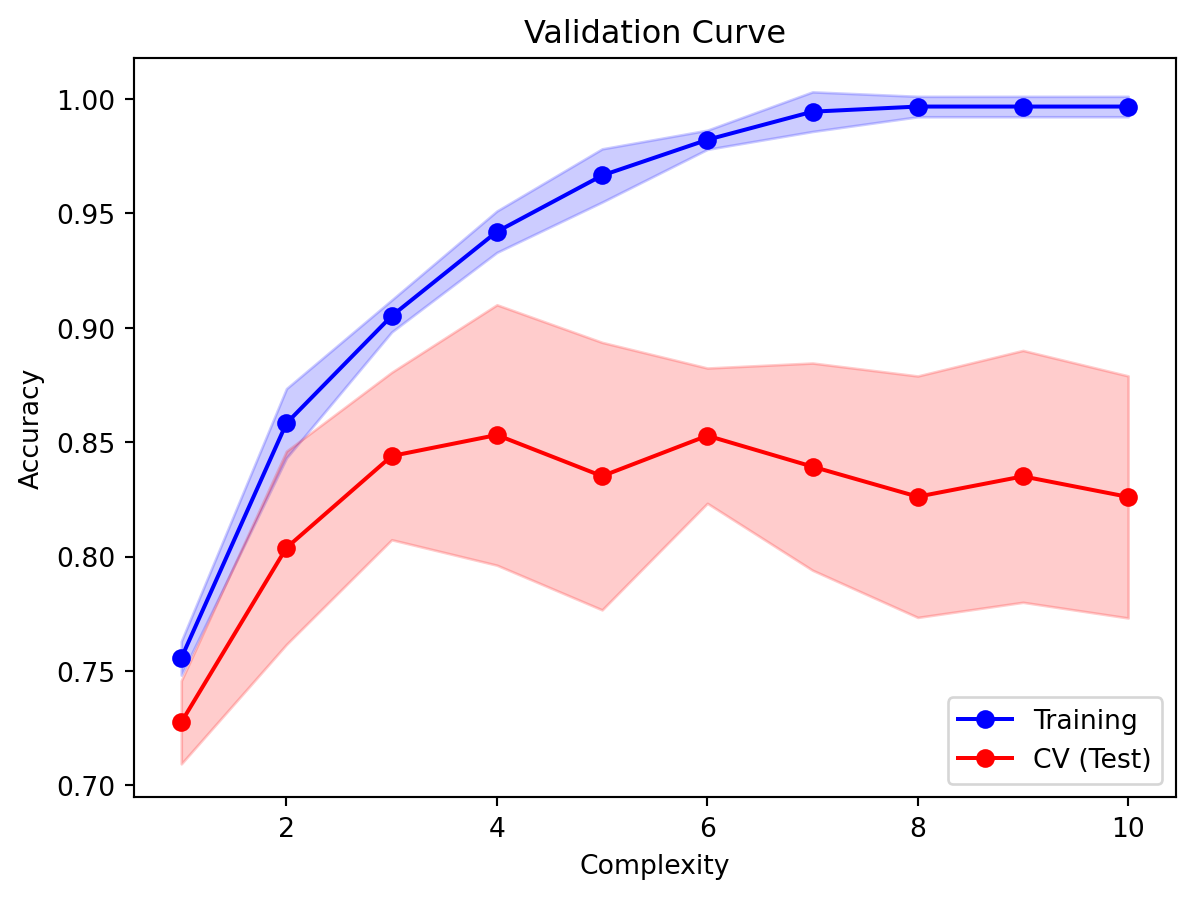 Validation Curve
Accuracy
1.00
0.95
0.90
0.85
0.80
0.75
0.70
Training
CV (Test)
2 4 6 8 10
Complexity